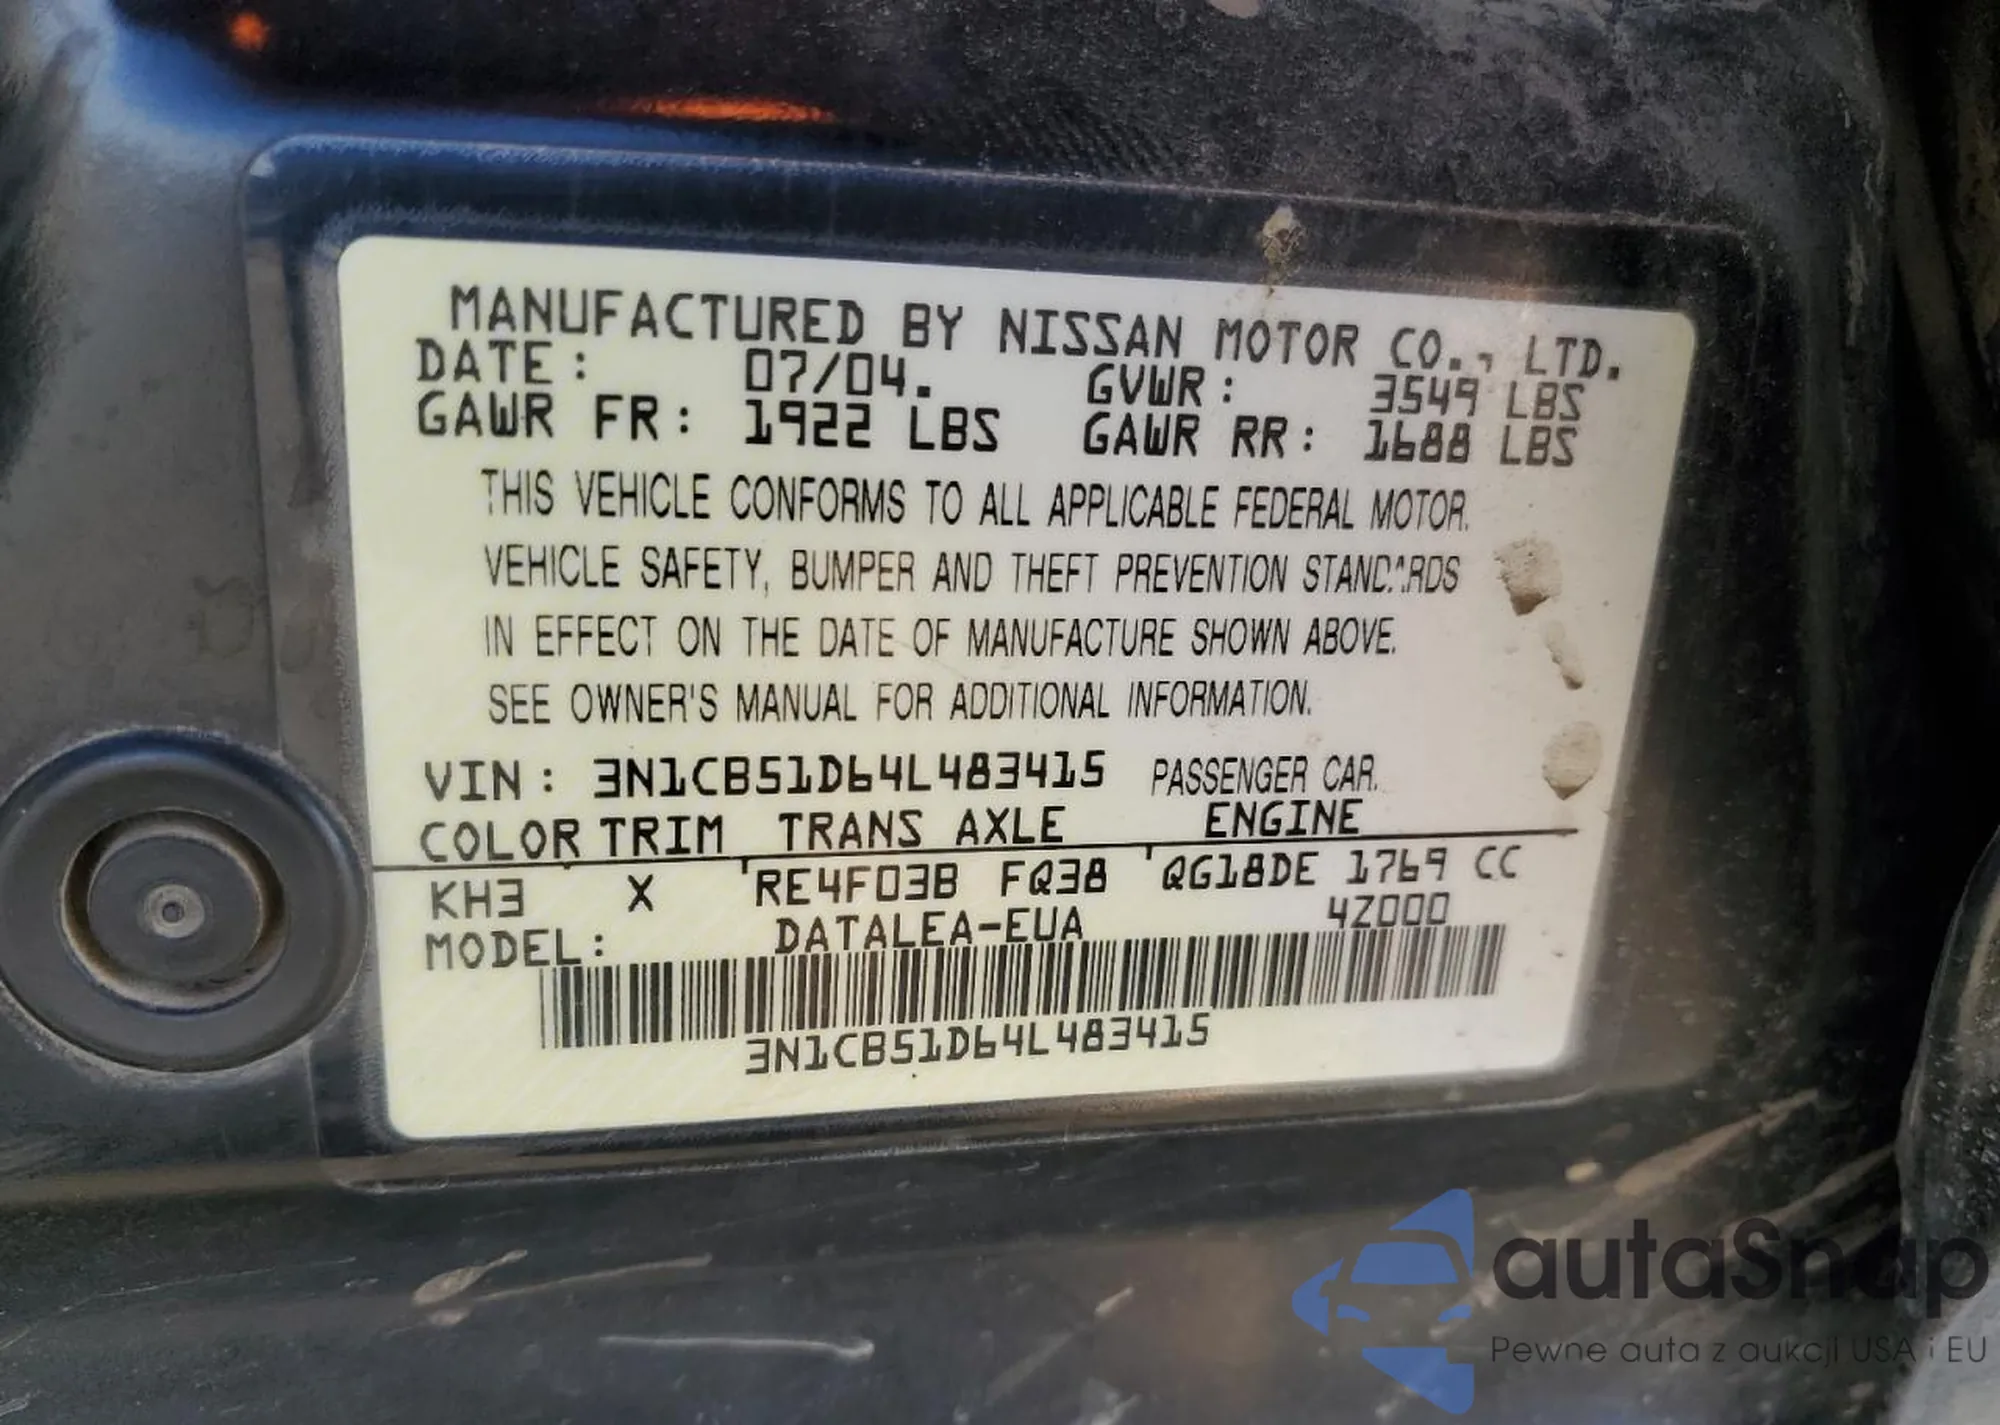 MANUFACTURED BY NISSAN MOTOR CO., LTD.
DATE: 07/04. GVWR: 3549 LBS
GAWR FR: 1922 LBS GAWR RR: 1688 LBS
THIS VEHICLE CONFORMS TO ALL APPLICABLE FEDERAL MOTOR
VEHICLE SAFETY, BUMPER AND THEFT PREVENTION STANDARDS
IN EFFECT ON THE DATE OF MANUFACTURE SHOWN ABOVE.
SEE OWNER'S MANUAL FOR ADDITIONAL INFORMATION.
VIN: 3N1CB51D64L483415 PASSENGER CAR.
COLOR TRIM TRANS AXLE ENGINE
KH3 X RE4F03B FQ38 QG18DE 1769 CC
MODEL: DATALEA-EUA 4Z000
3N1CB51D64L483415
autaSnap
Pewne auta z aukcji USA i EU